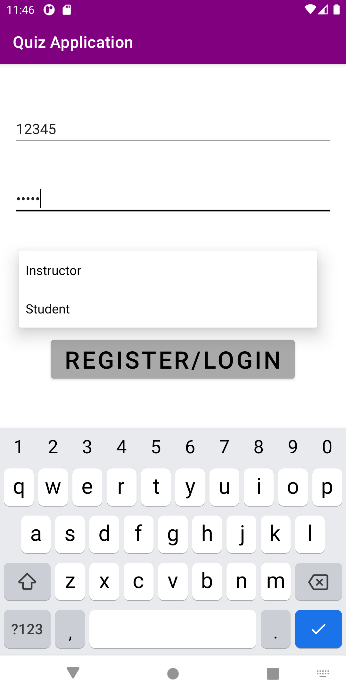 11:46
Quiz Application
12345
•••••
Instructor
Student
REGISTER/LOGIN
1 2 3 4 5 6 7 8 9 0
q w e r t y u i o p
a s d f g h j k l
z x c v b n m
?123 , .